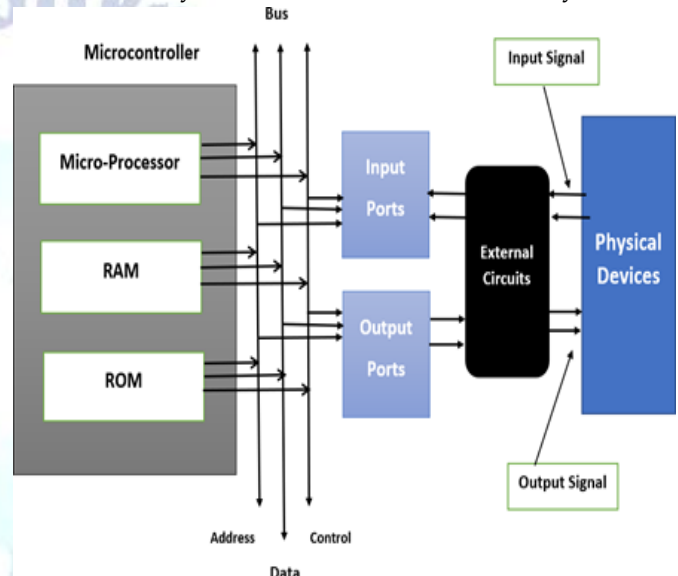 Bus
Microcontroller
Input Signal
Micro-Processor
Input
Ports
RAM
External
Circuits
Physical
Devices
Output
Ports
ROM
Output Signal
Address
Control
Data